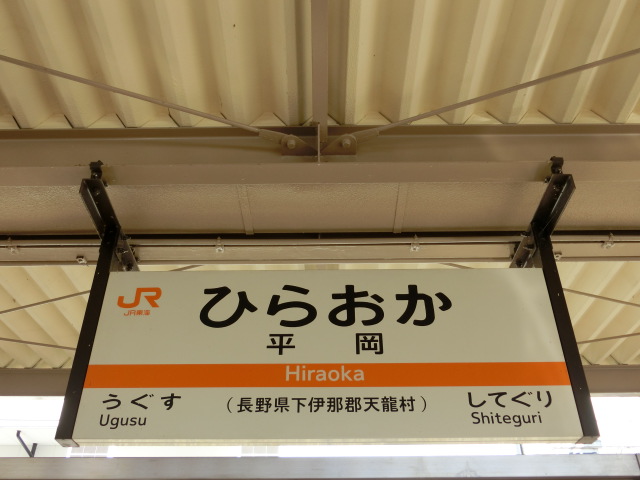 JR
JR東海
ひらおか
平岡
Hiraoka
うぐす
Ugusu
（長野県下伊那郡天龍村）
してぐり
Shiteguri